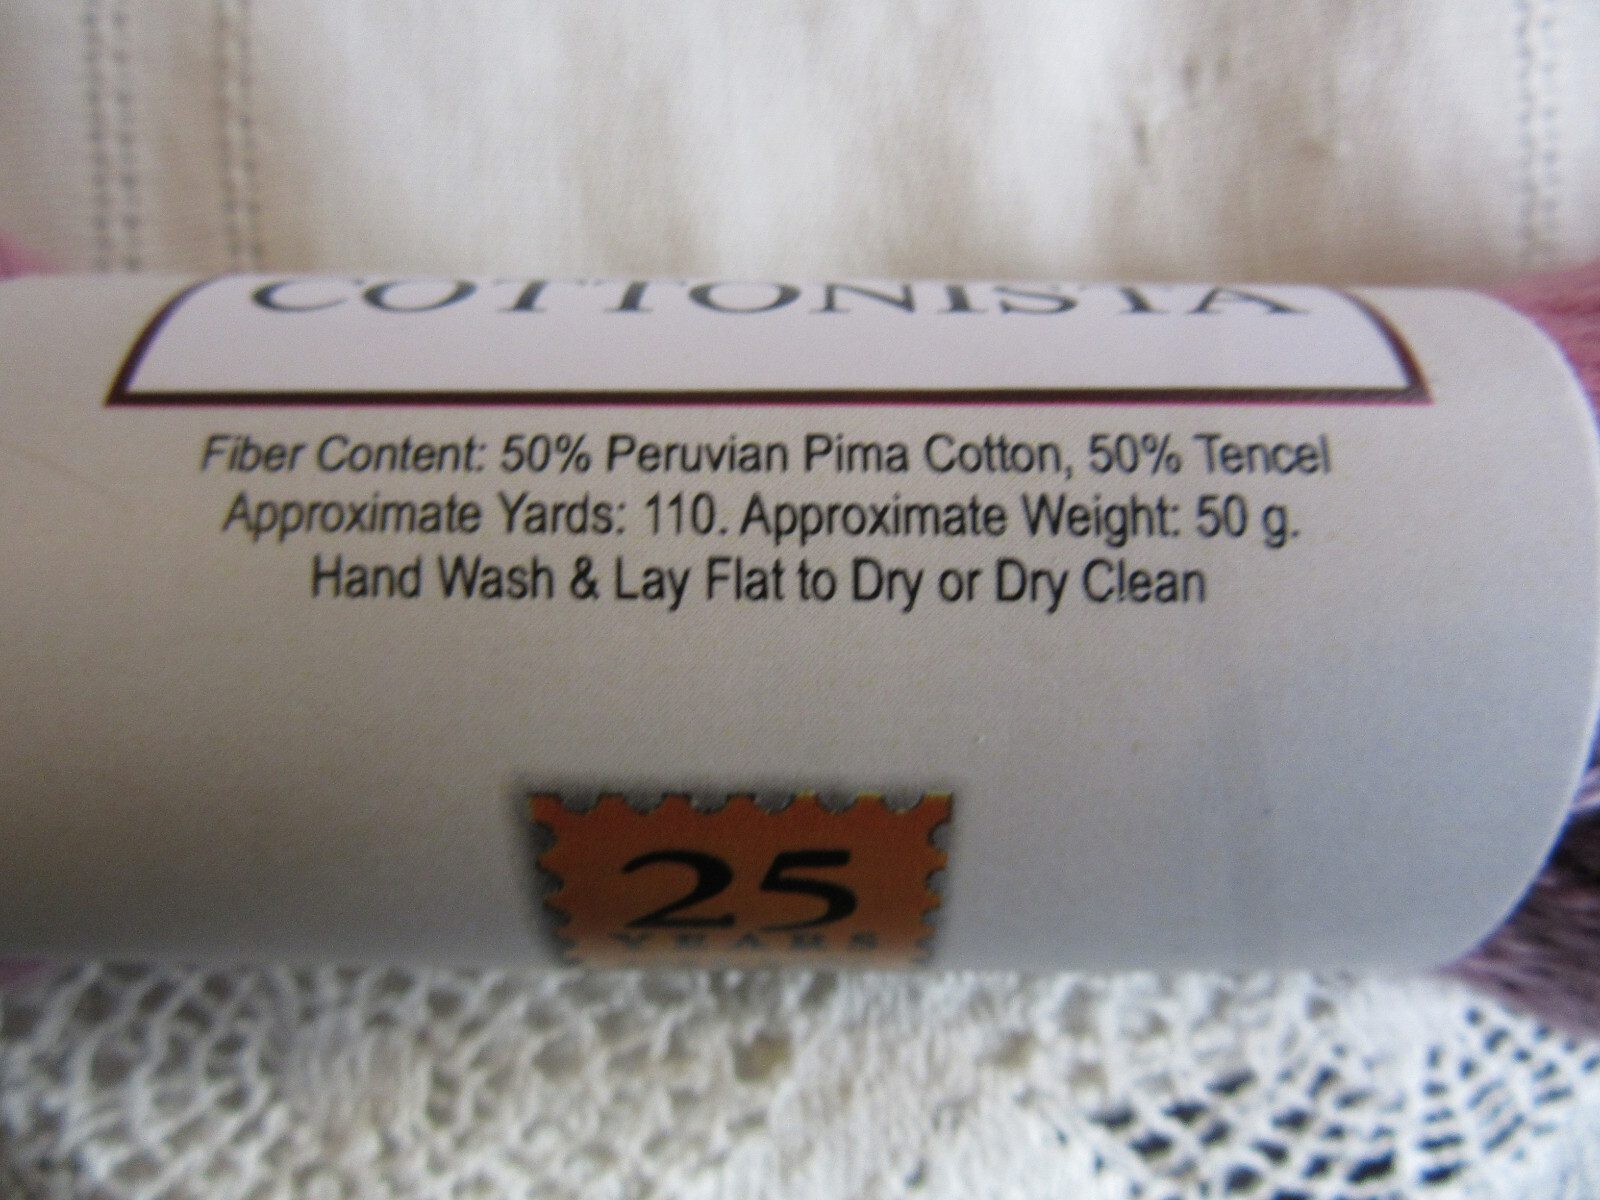 COTTONISTA
Fiber Content: 50% Peruvian Pima Cotton, 50% Tencel
Approximate Yards: 110. Approximate Weight: 50 g.
Hand Wash & Lay Flat to Dry or Dry Clean
25
YEARS